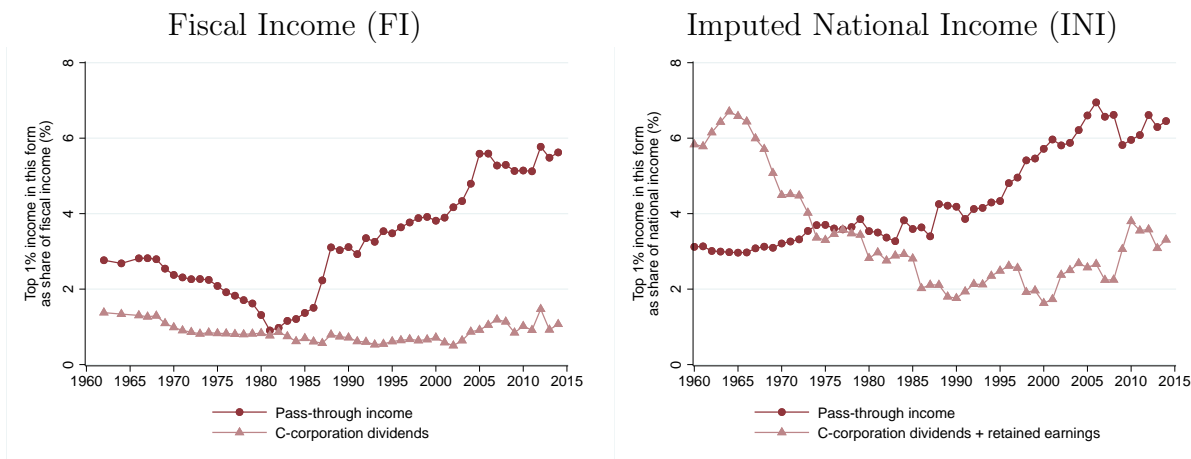 Fiscal Income (FI)
Top 1% income in this form
as share of fiscal income (%)
8
6
4
2
0
1960 1965 1970 1975 1980 1985 1990 1995 2000 2005 2010 2015
Pass-through income
C-corporation dividends
Imputed National Income (INI)
Top 1% income in this form
as share of national income (%)
8
6
4
2
0
1960 1965 1970 1975 1980 1985 1990 1995 2000 2005 2010 2015
Pass-through income
C-corporation dividends + retained earnings